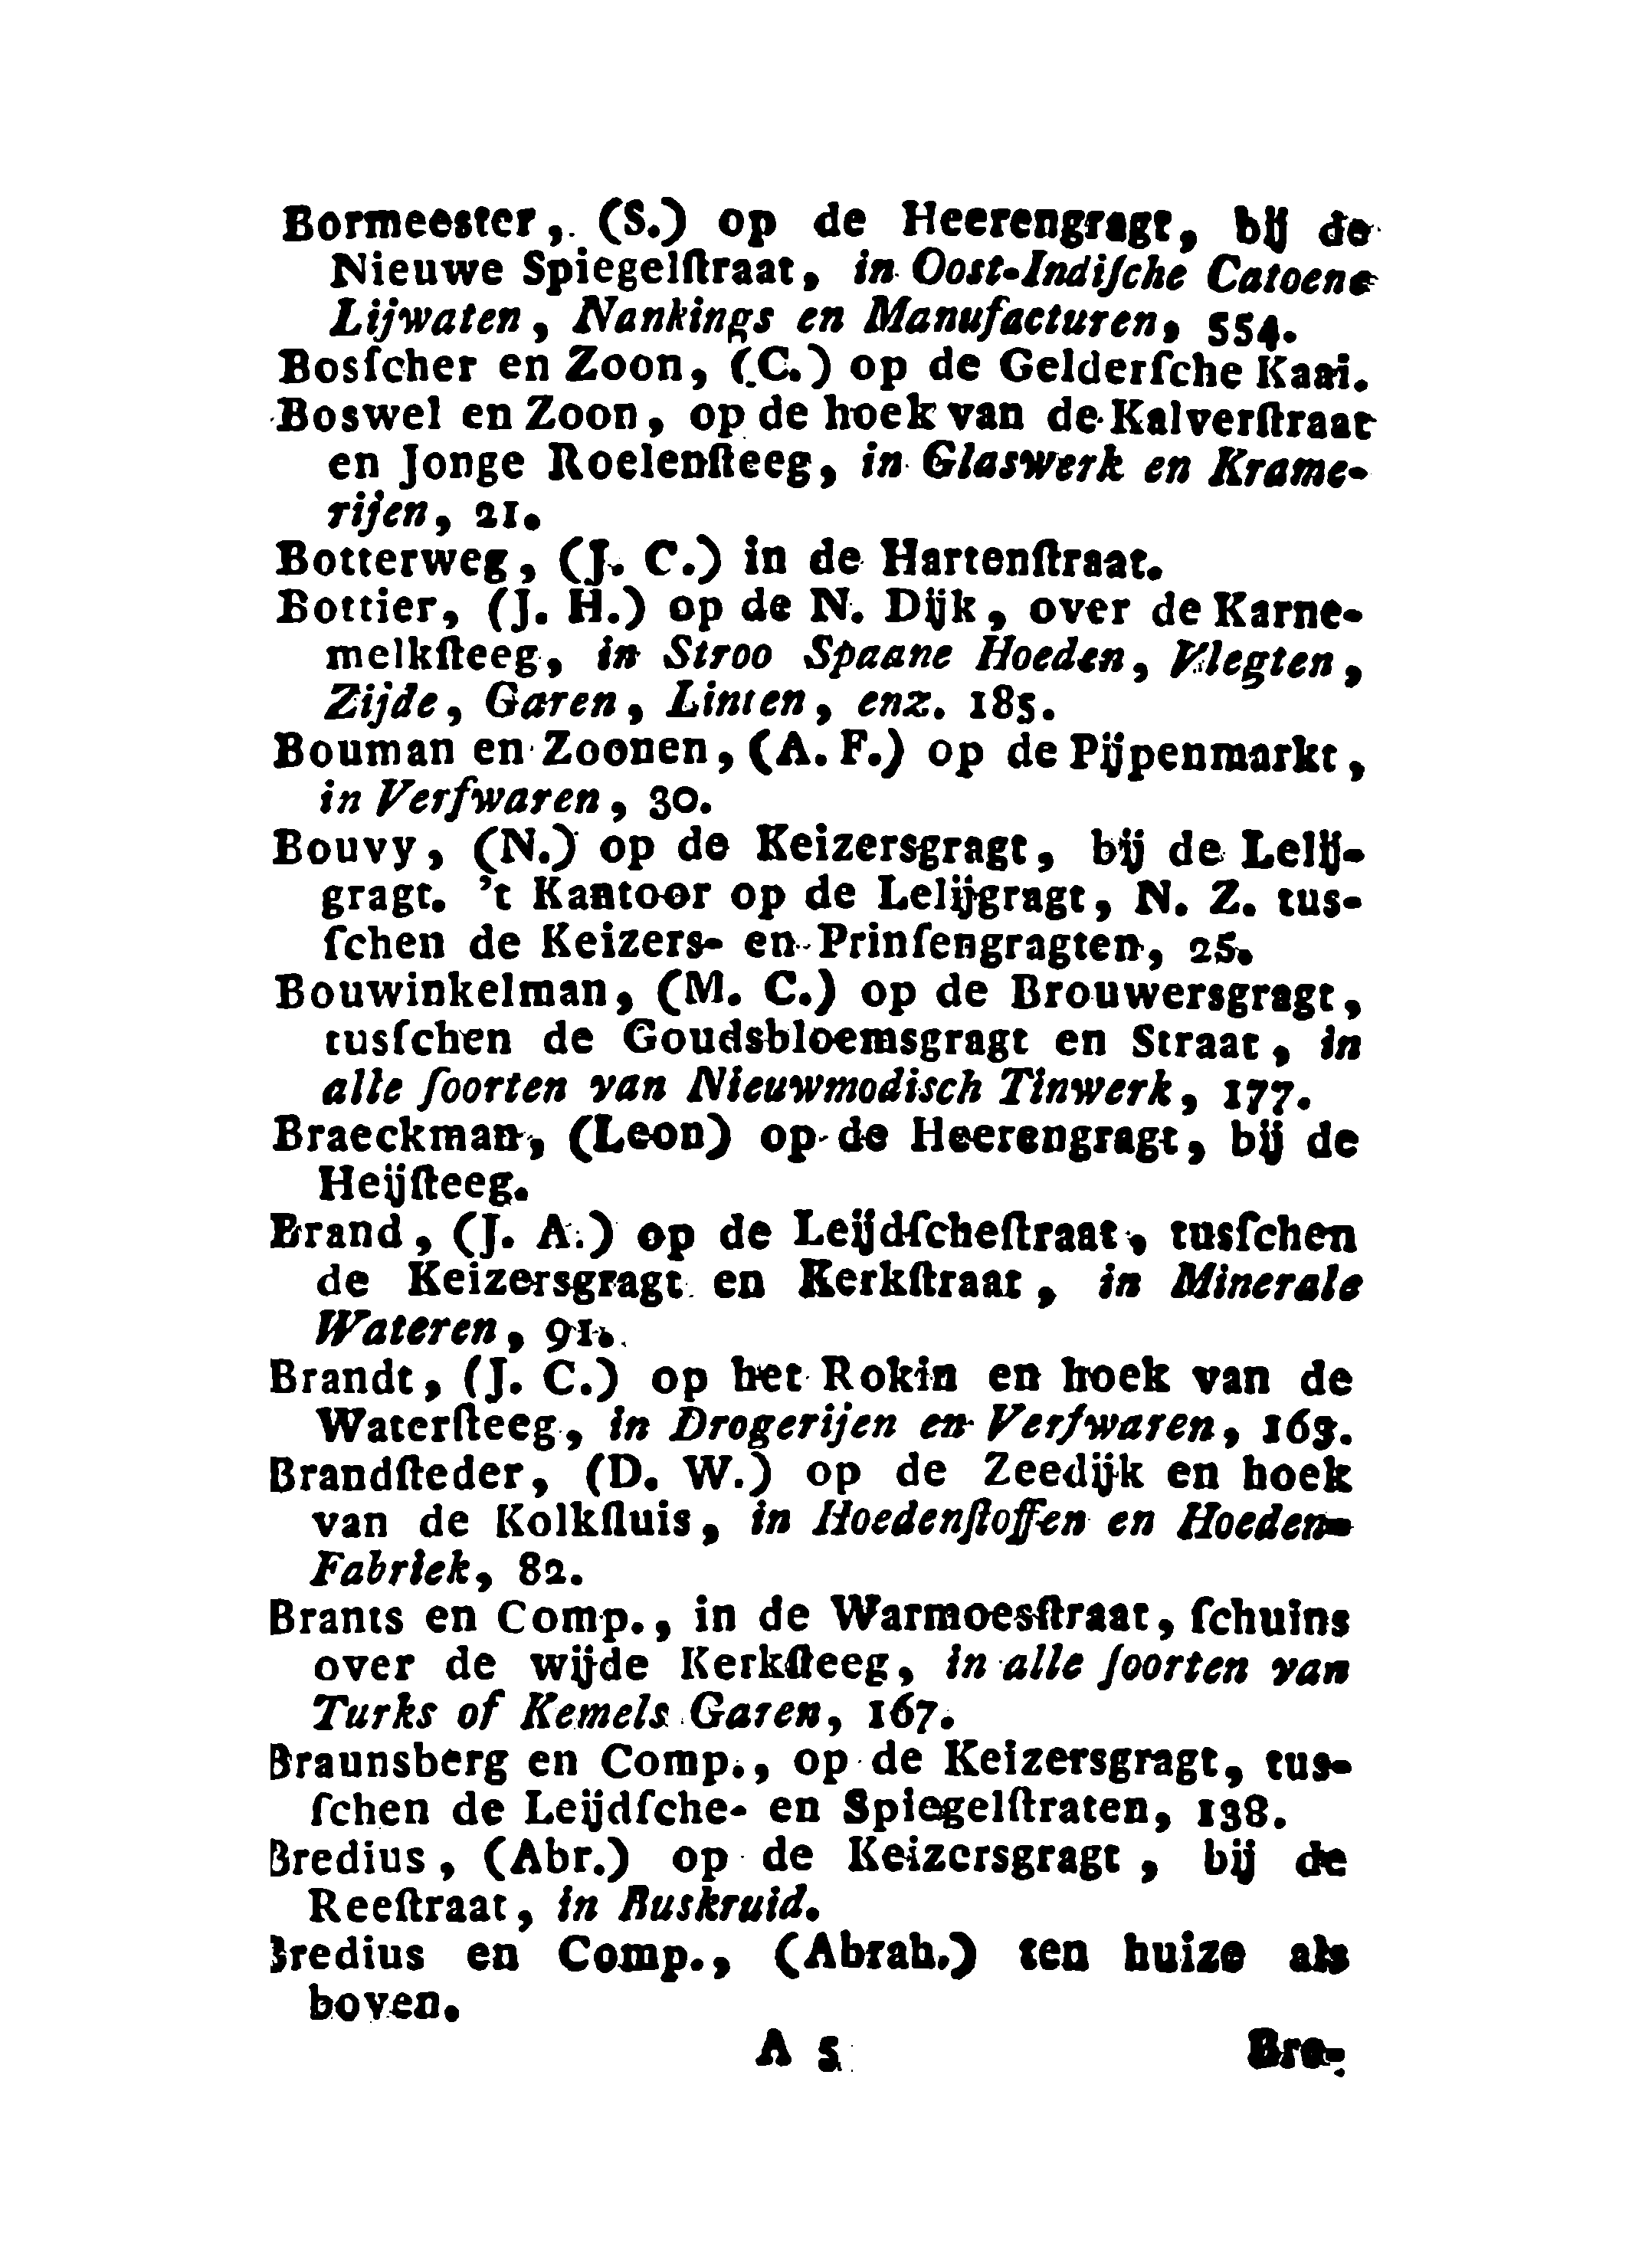 Bormeester, (S.) op de Heerengragt, bij de
Nieuwe Spiegelſtraat, in Oost-Indiſche Catoene
Lijwaten, Nankings en Manufacturen, 554.
Bosſcher en Zoon, (C.) op de Gelderſche Kaai.
Boswel en Zoon, op de hoek van de Kalverſtraat
en Jonge Roelenſteeg, in Glaswerk en Krame-
rijen, 21.
Botterweg, (J. C.) in de Hartenſtraat.
Bottier, (J. H.) op de N. Dijk, over de Karne-
melkſteeg, in Stroo Spaane Hoeden, Vlegten,
Zijde, Garen, Linten, enz. 185.
Bouman en Zoonen, (A. F.) op de Pijpenmarkt,
in Verfwaren, 30.
Bouvy, (N.) op de Keizersgragt, bij de Lelij-
gragt. 't Kantoor op de Lelijgragt, N. Z. tus-
ſchen de Keizers- en Prinſengragten, 25.
Bouwinkelman, (M. C.) op de Brouwersgragt,
tusſchen de Goudsbloemsgragt en Straat, in
alle ſoorten van Nieuwmodisch Tinwerk, 177.
Braeckman, (Leon) op de Heerengragt, bij de
Heijſteeg.
Brand, (J. A.) op de Leijdſcheſtraat, tusſchen
de Keizersgragt en Kerkſtraat, in Minerale
Wateren, 91.
Brandt, (J. C.) op het Rokin en hoek van de
Waterſteeg, in Drogerijen en Verfwaren, 163.
Brandſteder, (D. W.) op de Zeedijk en hoek
van de Kolkſluis, in Hoedenſtoffen en Hoeden-
Fabriek, 82.
Brants en Comp., in de Warmoesſtraat, ſchuins
over de wijde Kerkſteeg, in alle ſoorten van
Turks of Kemels Garen, 167.
Braunsberg en Comp., op de Keizersgragt, tus-
ſchen de Leijdſche- en Spiegelſtraten, 138.
Bredius, (Abr.) op de Keizersgragt, bij de
Reeſtraat, in Buskruid.
Bredius en Comp., (Abrah.) ten huize als
boven.
A 5 Bre-